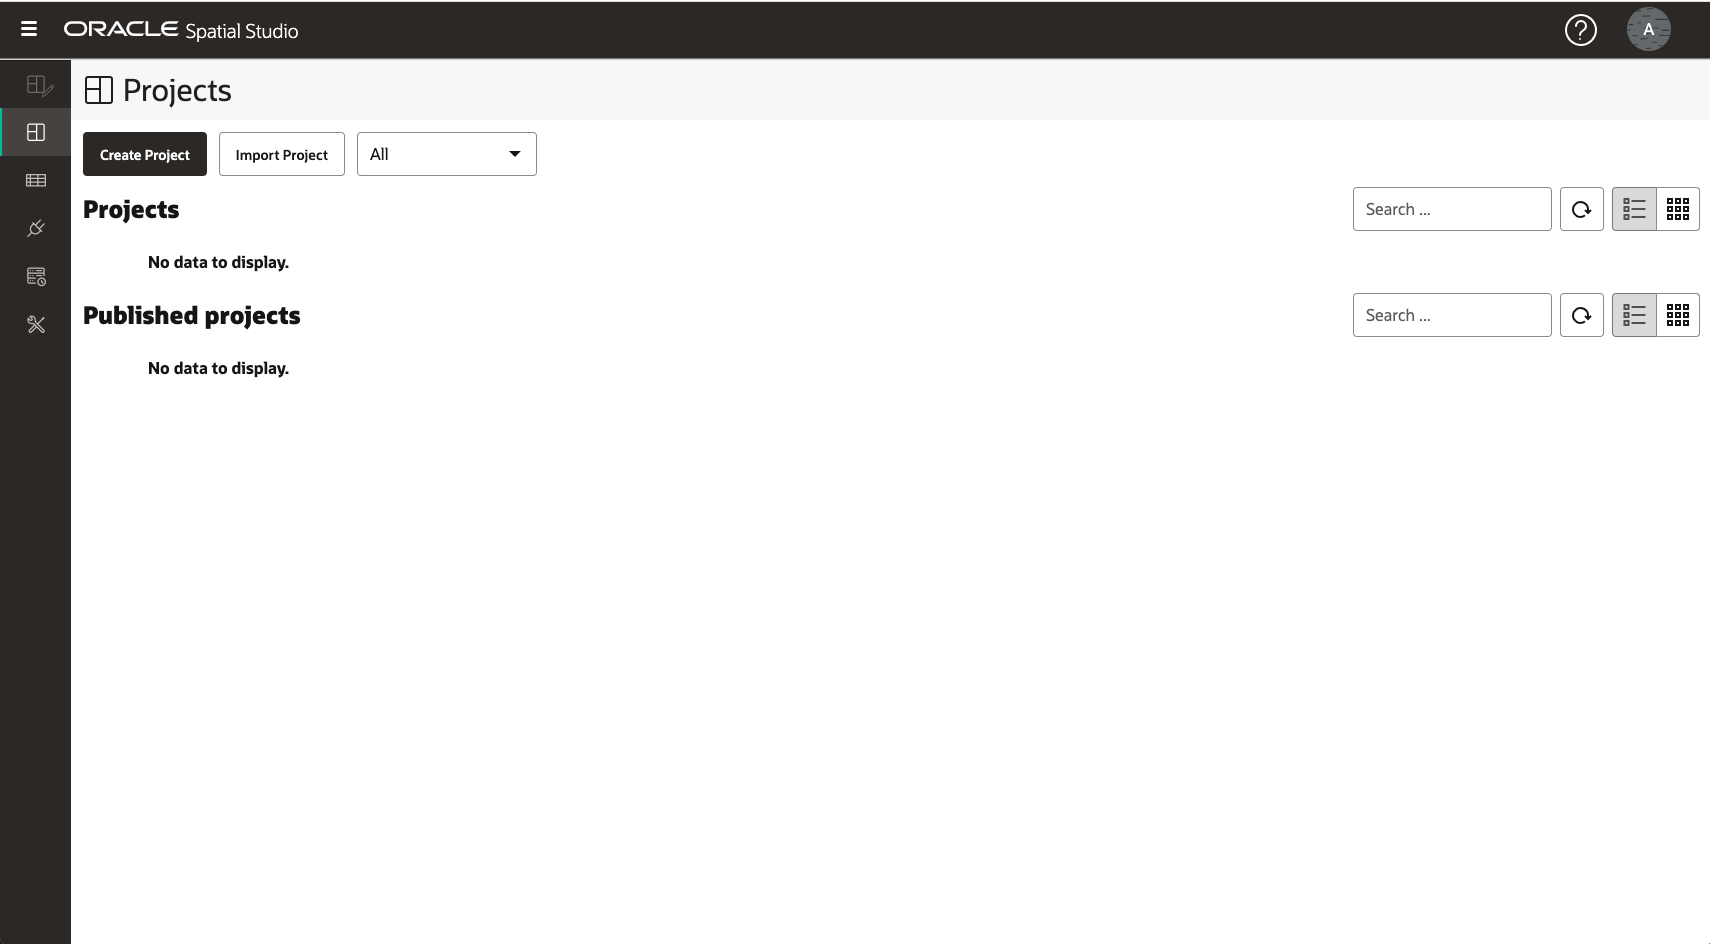 ORACLE Spatial Studio
?
A
Projects
Create Project
Import Project
All
Projects
Search ...
No data to display.
Published projects
Search ...
No data to display.